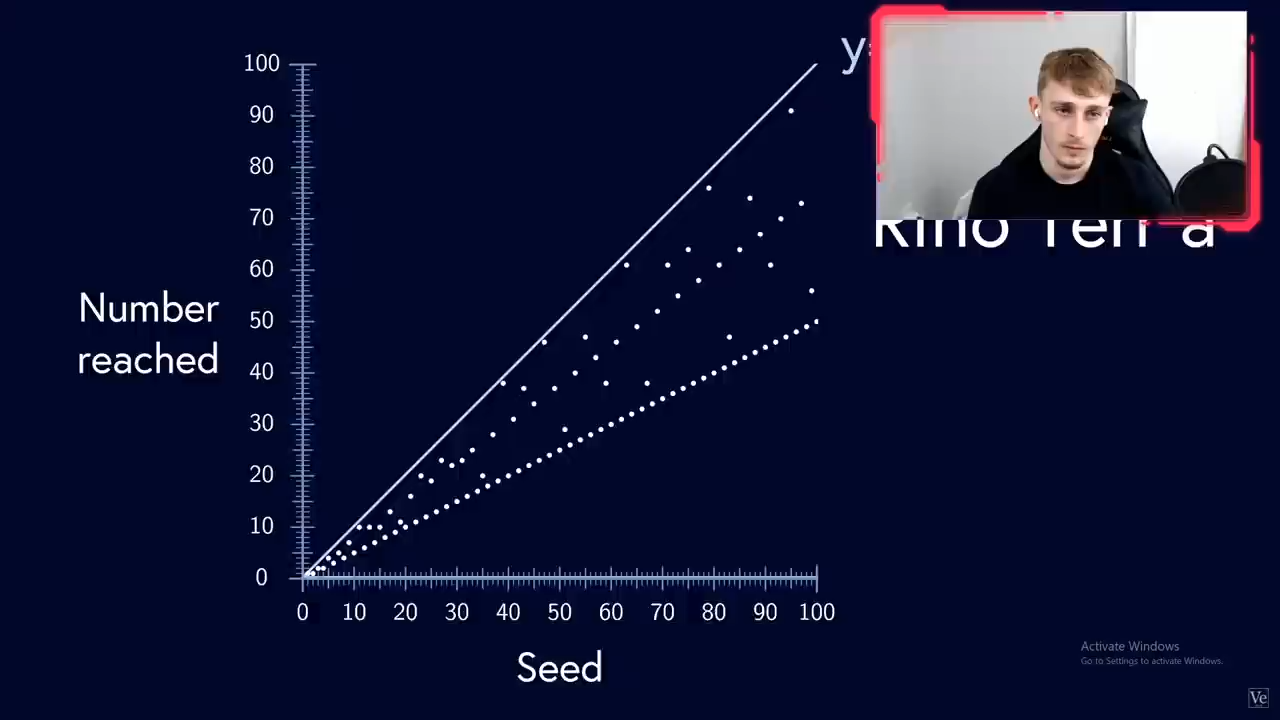 100
90
80
70
60
50
40
30
20
10
0
Number
reached
0 10 20 30 40 50 60 70 80 90 100
Seed
Activate Windows
Go to Settings to activate Windows.
Ve